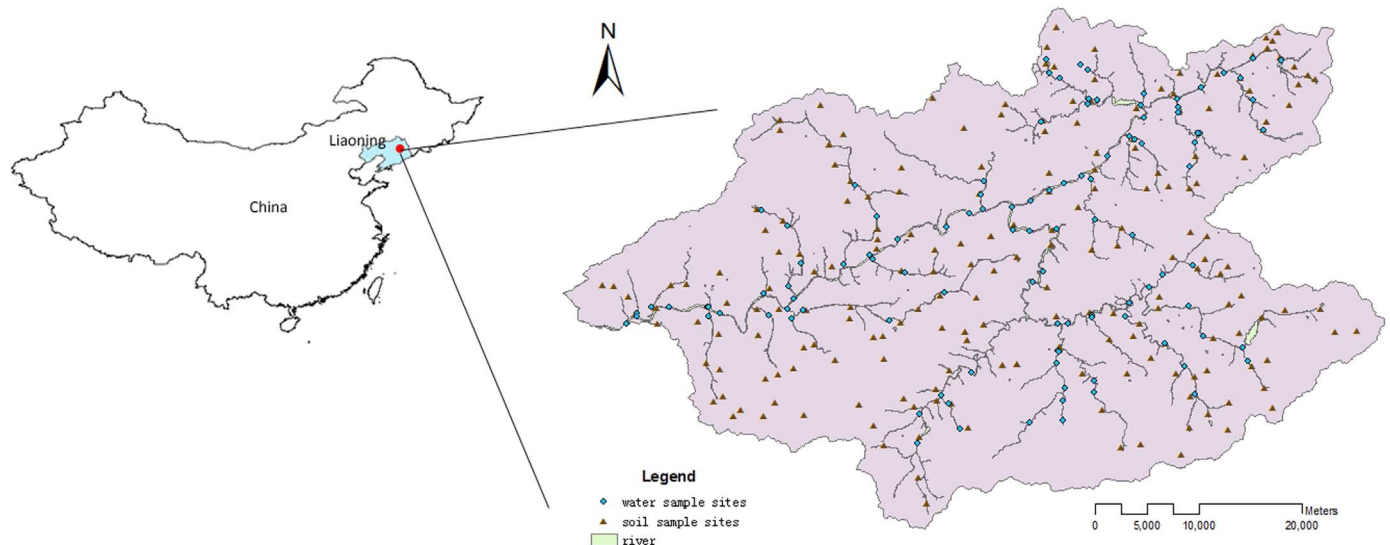 N
Liaoning
China
Legend
water sample sites
soil sample sites
river
Meters
0 5,000 10,000 20,000